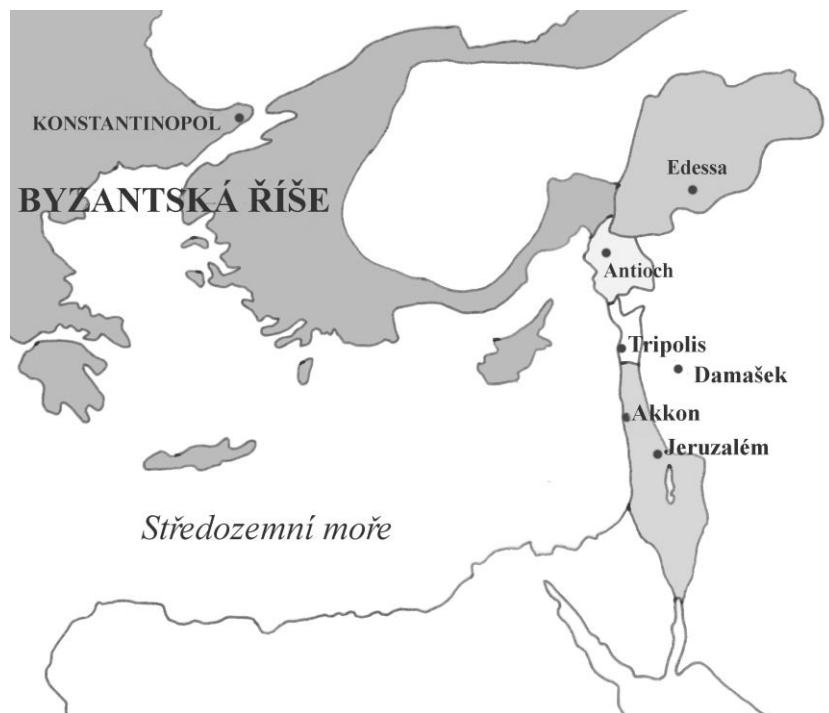 KONSTANTINOPOL
Edessa
BYZANTSKÁ ŘÍŠE
Antioch
Tripolis
Damašek
Akkon
Jeruzalém
Středozemní moře